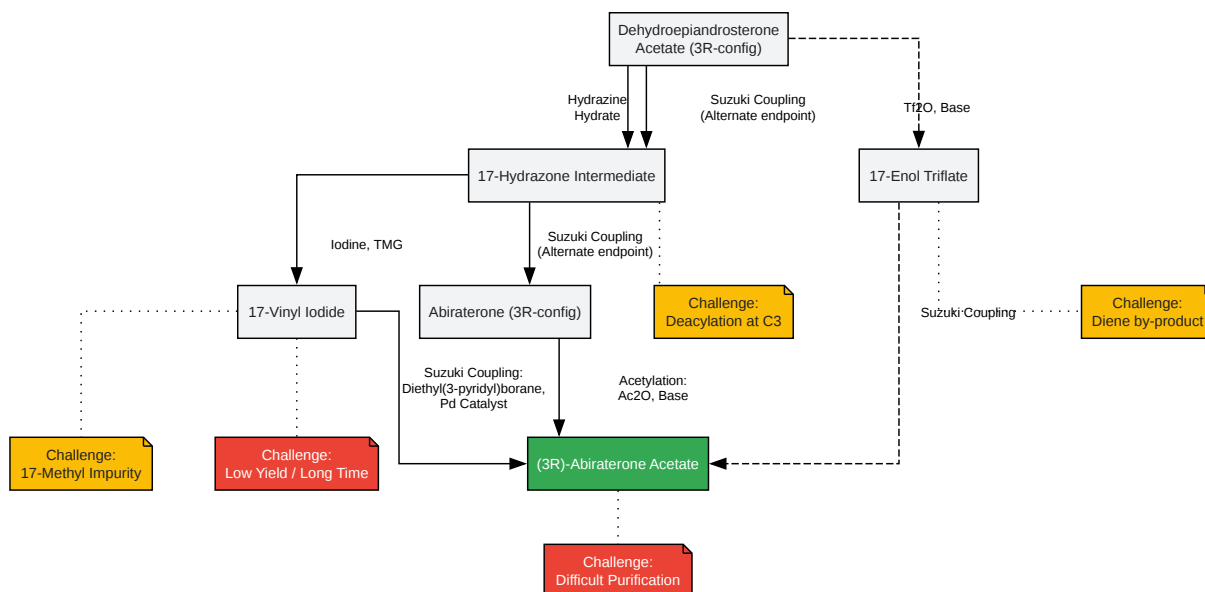 Dehydroepiandrosterone
Acetate (3R-config)
Hydrazine
Hydrate
Suzuki Coupling
(Alternate endpoint)
Tf2O, Base
17-Hydrazone Intermediate
17-Enol Triflate
Iodine, TMG
Suzuki Coupling
(Alternate endpoint)
17-Vinyl Iodide
Abiraterone (3R-config)
Challenge:
Deacylation at C3
Suzuki Coupling
Challenge:
Diene by-product
Suzuki Coupling:
Diethyl(3-pyridyl)borane,
Pd Catalyst
Acetylation:
Ac2O, Base
Challenge:
17-Methyl Impurity
Challenge:
Low Yield / Long Time
(3R)-Abiraterone Acetate
Challenge:
Difficult Purification